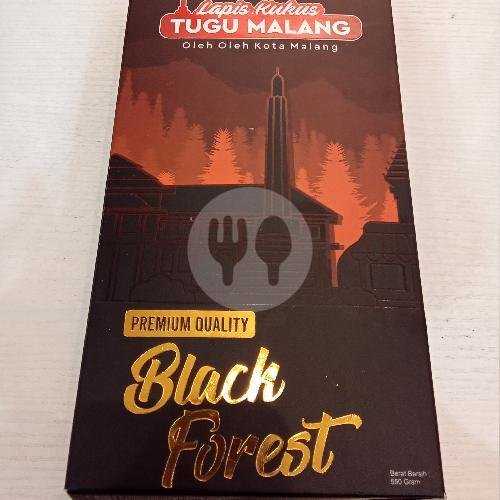 Lapis Kukus
TUGU MALANG
Oleh Oleh Kota Malang
PREMIUM QUALITY
Black
Forest
Berat Bersih
550 Gram